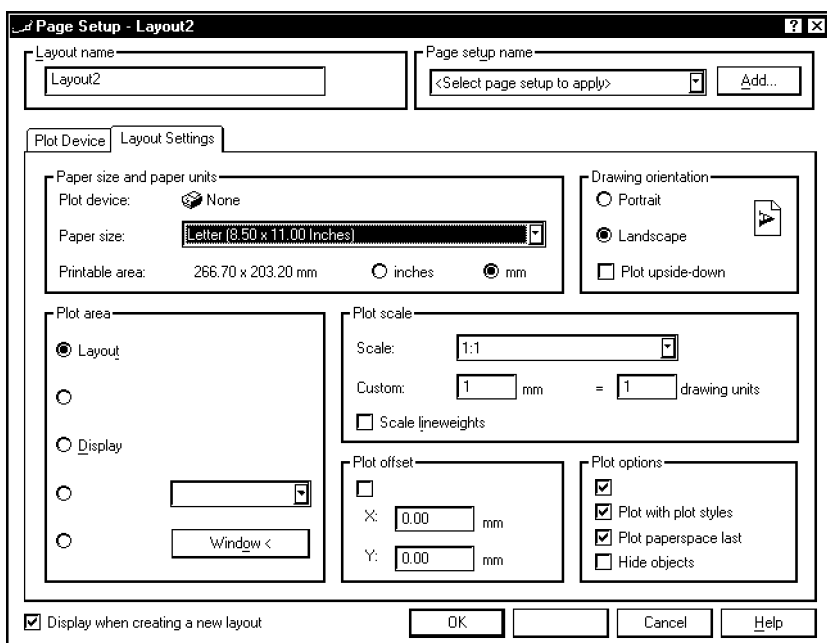 Page Setup - Layout2
Layout name
Layout2
Page setup name
<Select page setup to apply>
Add...
Plot Device
Layout Settings
Paper size and paper units
Plot device: None
Paper size: Letter (8.50 x 11.00 Inches)
Printable area: 266.70 x 203.20 mm inches mm
Drawing orientation
Portrait
A
Landscape
Plot upside-down
Plot area
Layout
Display
Window <
Plot scale
Scale: 1:1
Custom: 1 mm = 1 drawing units
Scale lineweights
Plot offset
X: 0.00 mm
Y: 0.00 mm
Plot options
Plot with plot styles
Plot paperspace last
Hide objects
Display when creating a new layout
OK
Cancel
Help